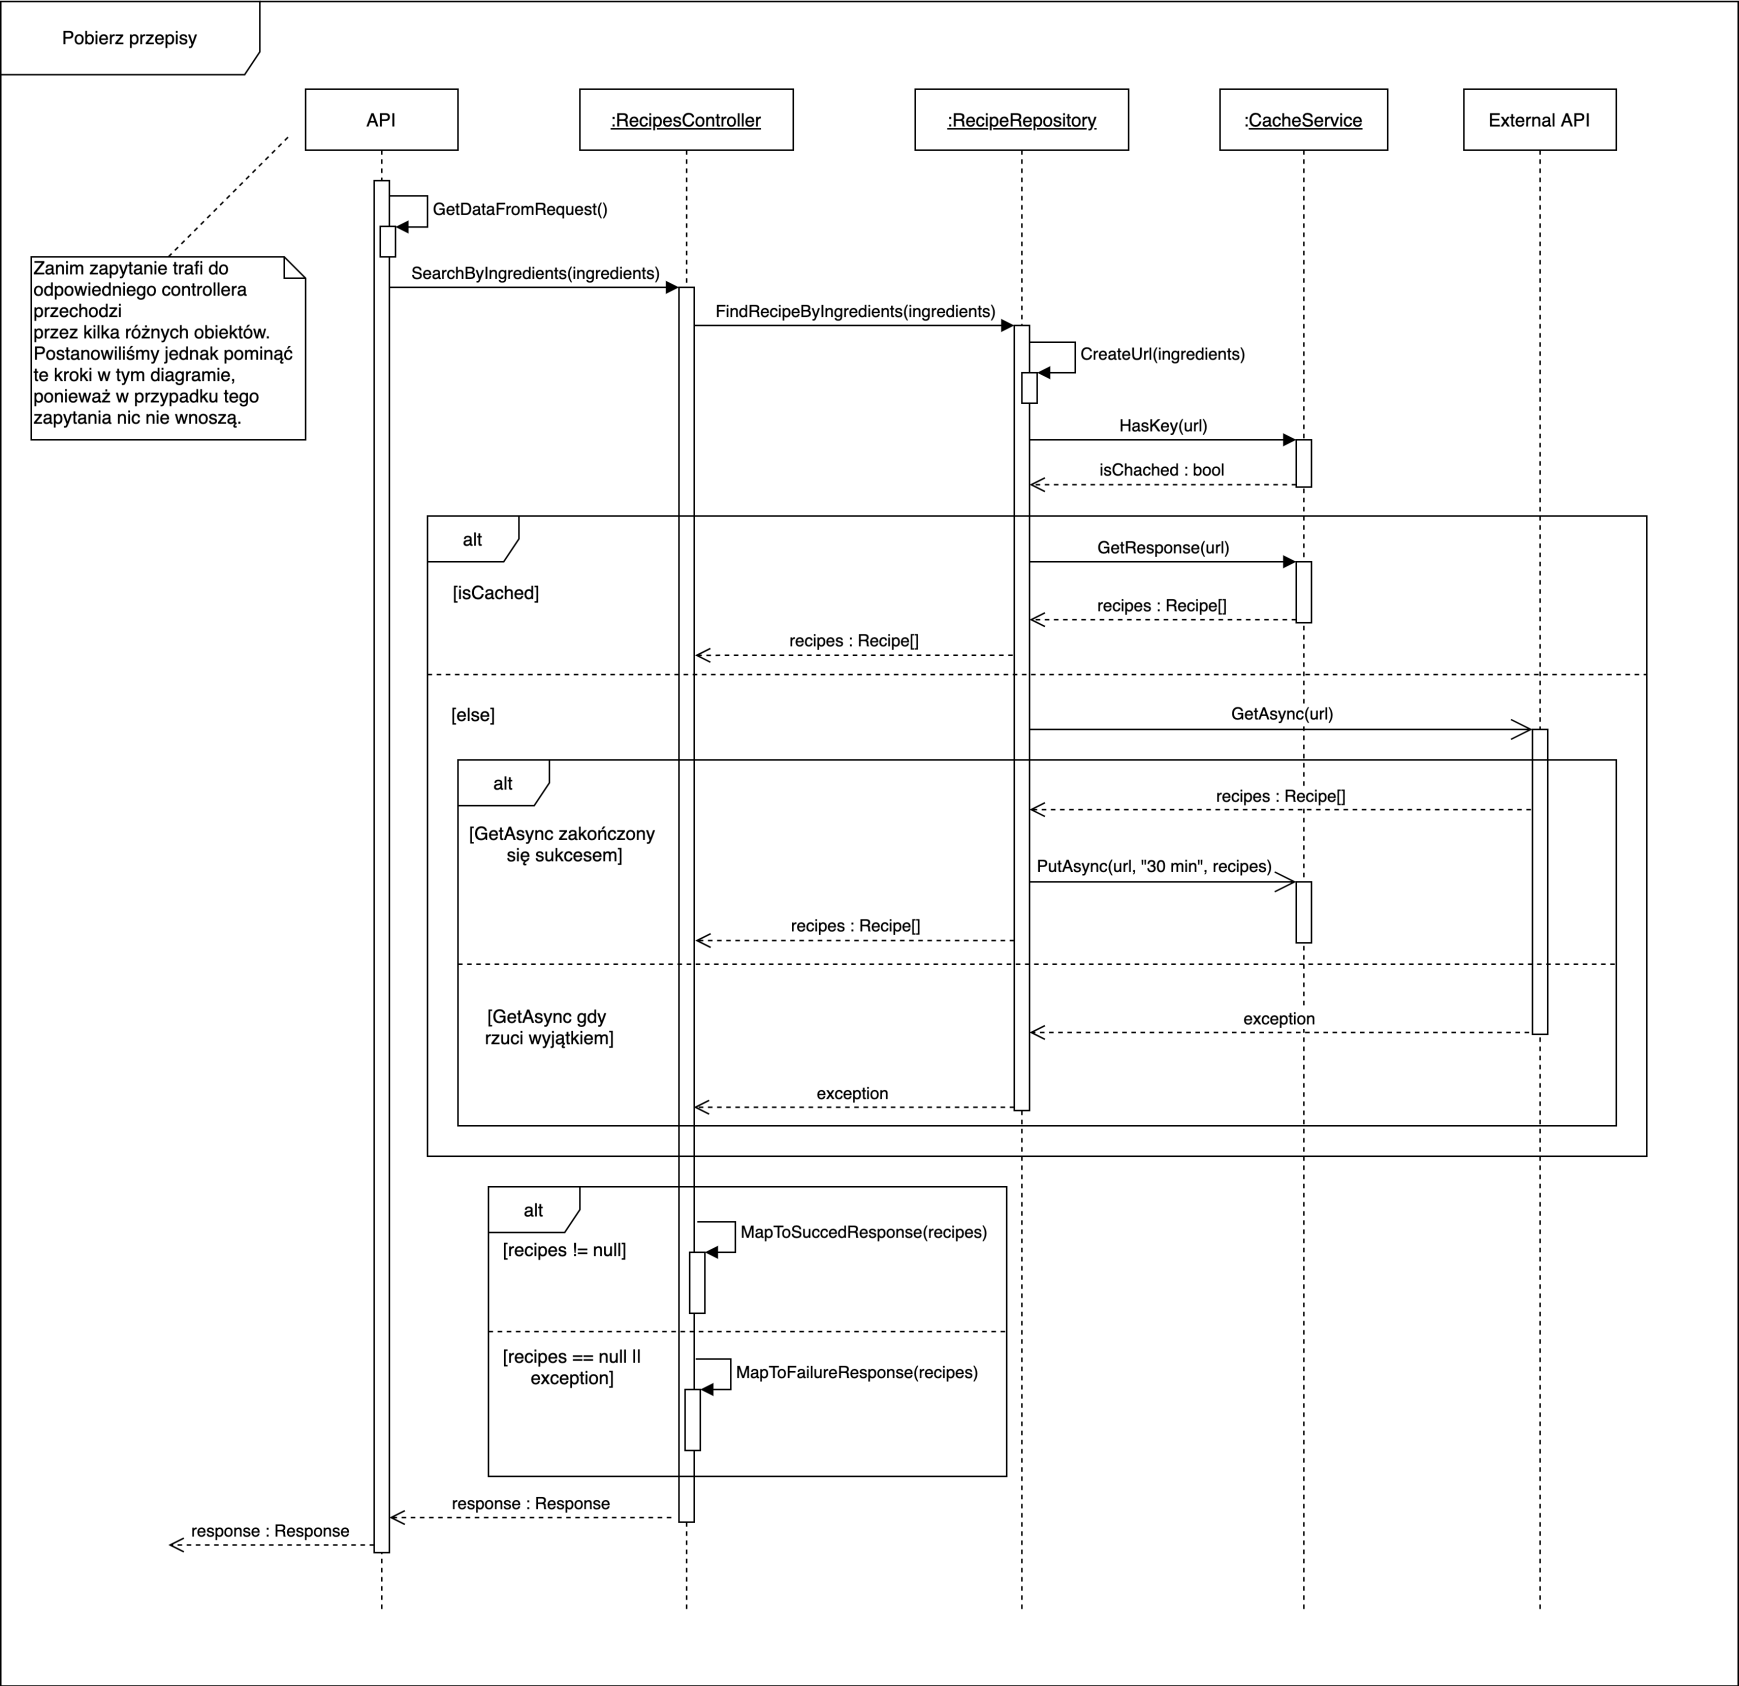 Pobierz przepisy
API
:RecipesController
:RecipeRepository
:CacheService
External API
GetDataFromRequest()
Zanim zapytanie trafi do
odpowiedniego controllera
przechodzi
przez kilka różnych obiektów.
Postanowiliśmy jednak pominąć
te kroki w tym diagramie,
ponieważ w przypadku tego
zapytania nic nie wnoszą.
SearchByIngredients(ingredients)
FindRecipeByIngredients(ingredients)
CreateUrl(ingredients)
HasKey(url)
isChached : bool
alt
GetResponse(url)
[isCached]
recipes : Recipe[]
recipes : Recipe[]
[else]
GetAsync(url)
alt
recipes : Recipe[]
[GetAsync zakończony
się sukcesem]
PutAsync(url, "30 min", recipes)
recipes : Recipe[]
[GetAsync gdy
rzuci wyjątkiem]
exception
exception
alt
MapToSuccedResponse(recipes)
[recipes != null]
[recipes == null ||
exception]
MapToFailureResponse(recipes)
response : Response
response : Response